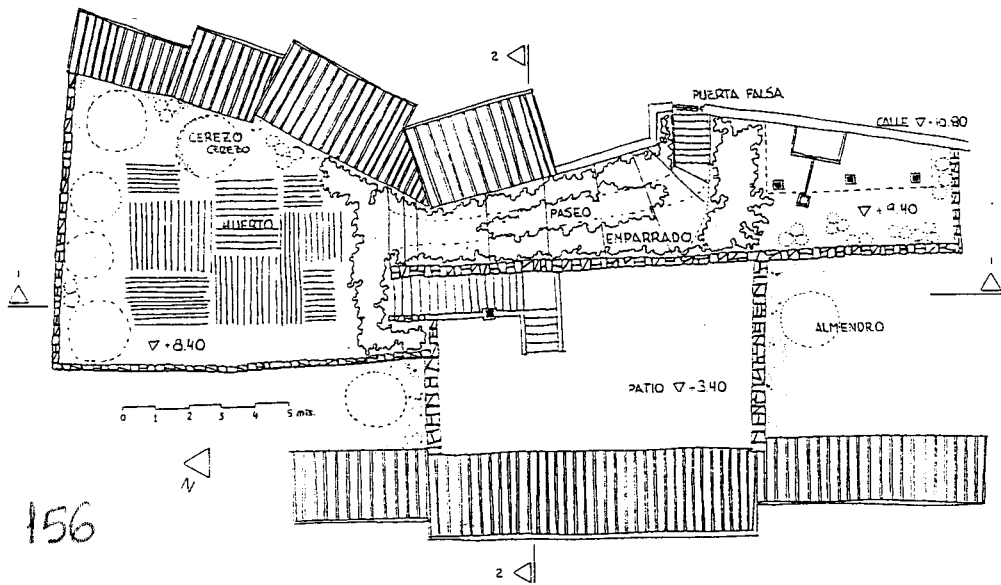 2
PUERTA FALSA
CALLE ▽ +10.80
CEREZO
CEREZO
HUERTO
PASEO
EMPARRADO
▽ +9.40
1
1
▽ +8.40
ALMENDRO
PATIO ▽ -3.40
0 1 2 3 4 5 mts.
N
156
2